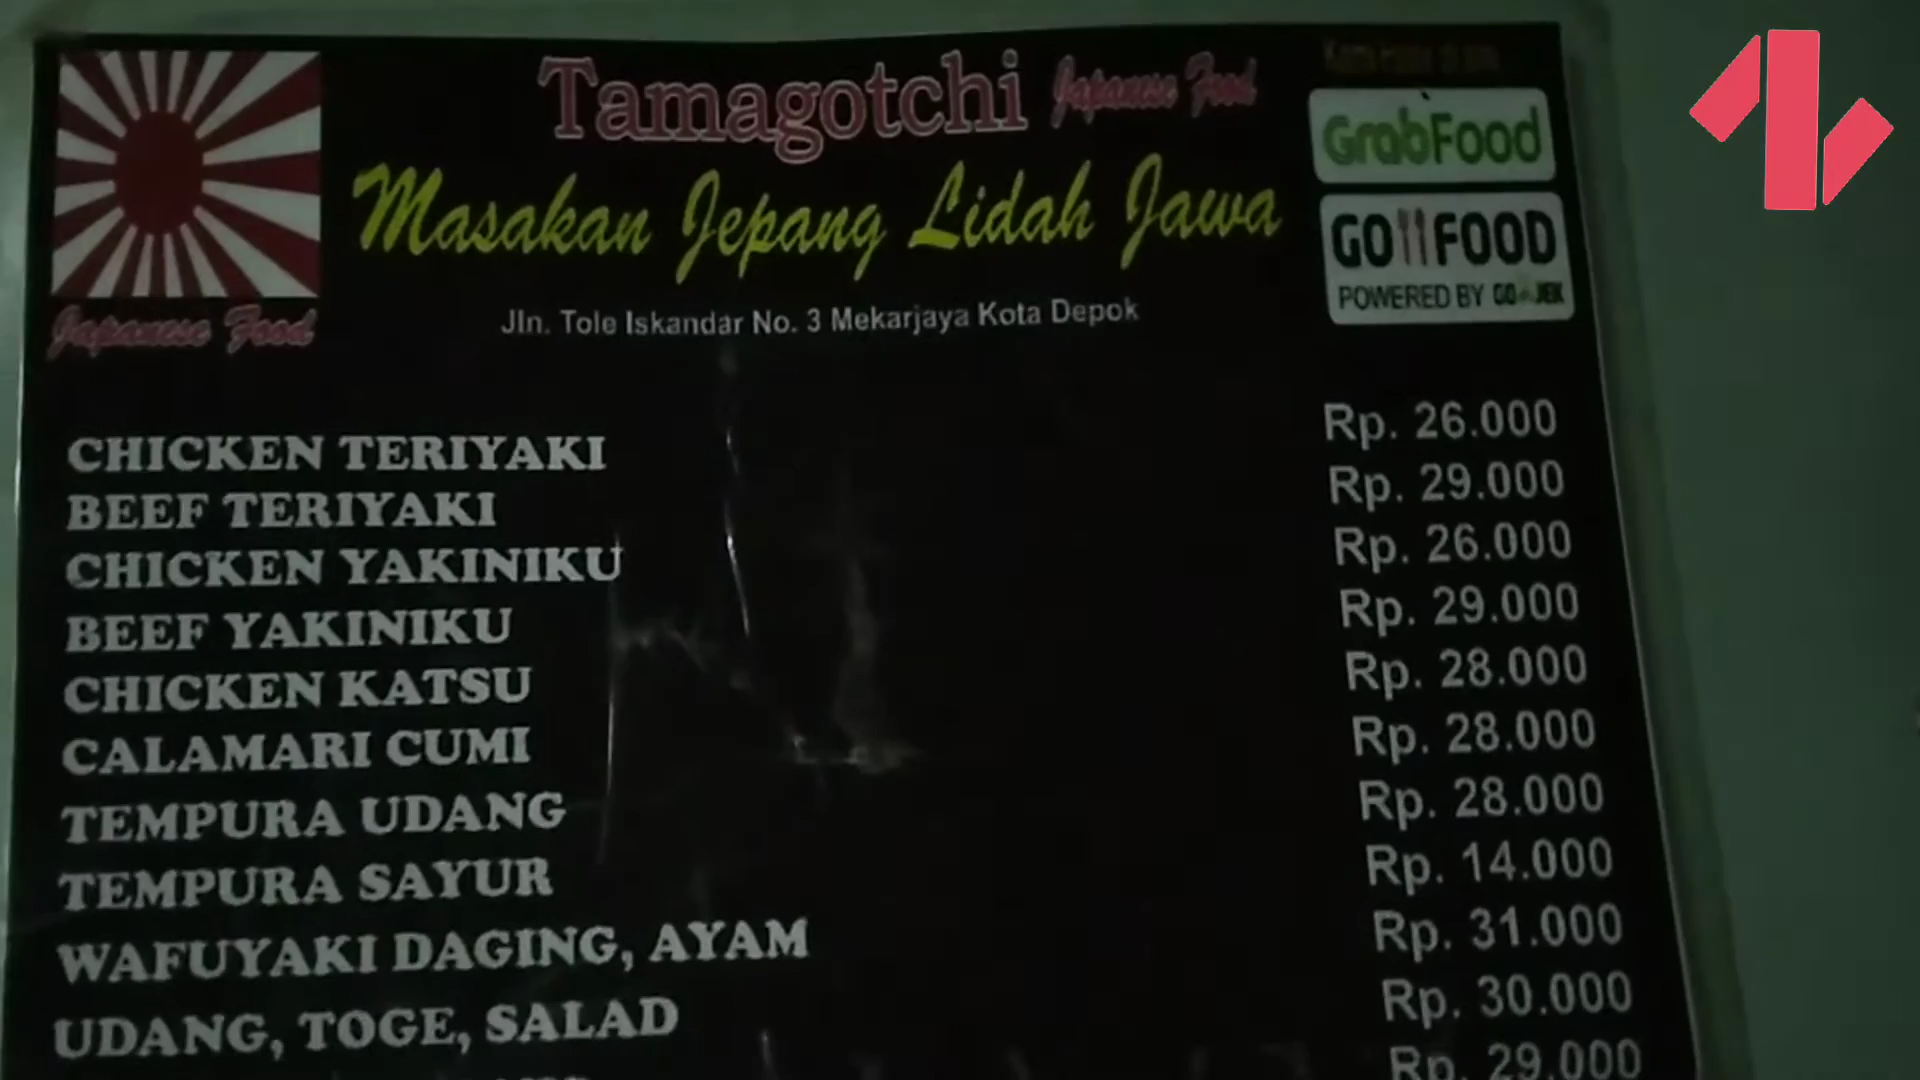 Tamagotchi Japanese Food
Masakan Jepang Lidah Jawa
Japanese Food
Jln. Tole Iskandar No. 3 Mekarjaya Kota Depok
GrabFood
GO FOOD
POWERED BY GO-JEK
CHICKEN TERIYAKI Rp. 26.000
BEEF TERIYAKI Rp. 29.000
CHICKEN YAKINIKU Rp. 26.000
BEEF YAKINIKU Rp. 29.000
CHICKEN KATSU Rp. 28.000
CALAMARI CUMI Rp. 28.000
TEMPURA UDANG Rp. 28.000
TEMPURA SAYUR Rp. 14.000
WAFUYAKI DAGING, AYAM Rp. 31.000
UDANG, TOGE, SALAD Rp. 30.000
Rp. 29.000